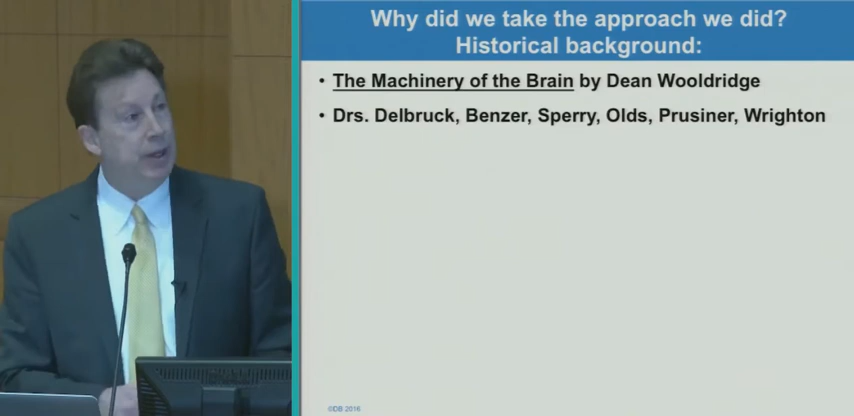 Why did we take the approach we did?
Historical background:
• The Machinery of the Brain by Dean Wooldridge
• Drs. Delbruck, Benzer, Sperry, Olds, Prusiner, Wrighton
©DB 2016